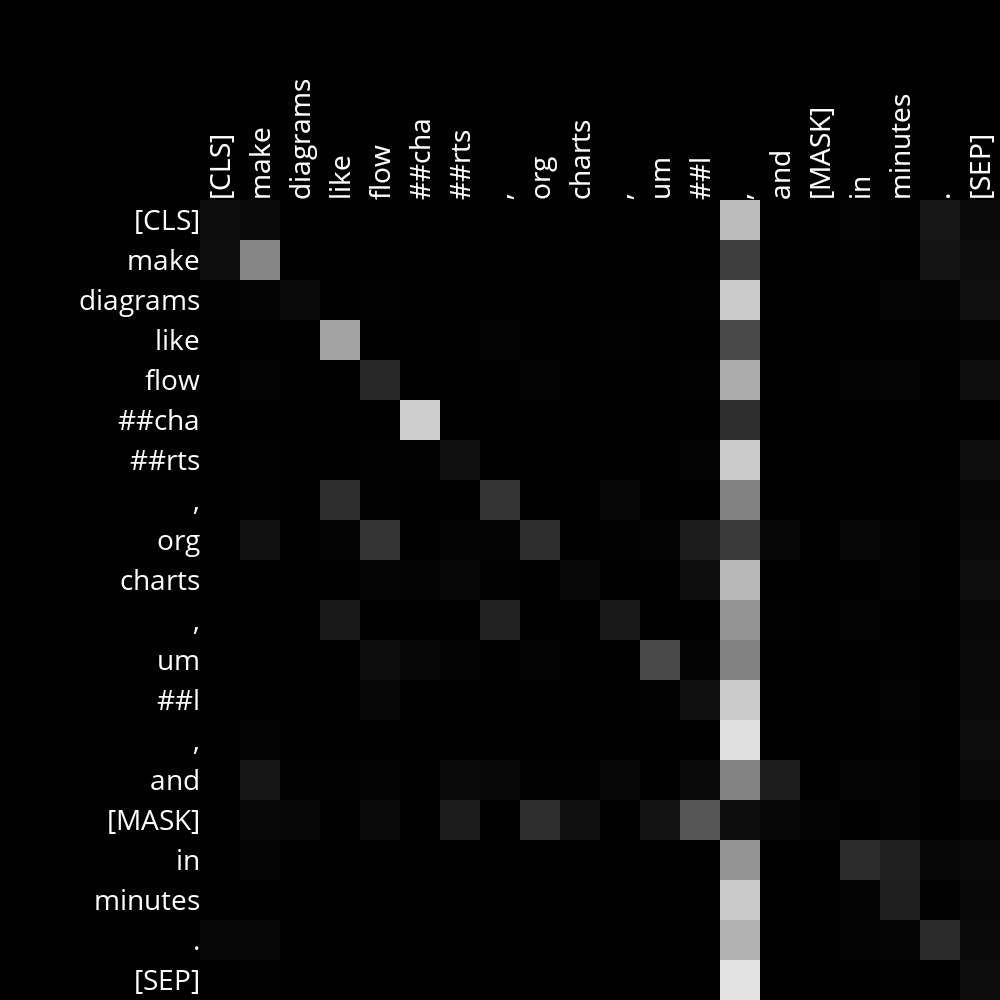 [CLS] make diagrams like flow ##cha ##rts , org charts , um ##l , and [MASK] in minutes . [SEP]
[CLS]
make
diagrams
like
flow
##cha
##rts
,
org
charts
,
um
##l
,
and
[MASK]
in
minutes
.
[SEP]